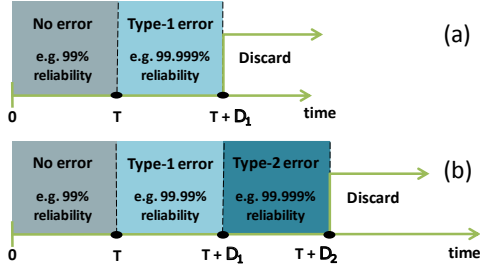 No error
Type-1 error
(a)
e.g. 99%
reliability
e.g. 99.999%
reliability
Discard
0
T
T + D₁
time
No error
Type-1 error
Type-2 error
(b)
e.g. 99%
reliability
e.g. 99.99%
reliability
e.g. 99.999%
reliability
Discard
0
T
T + D₁
T + D₂
time